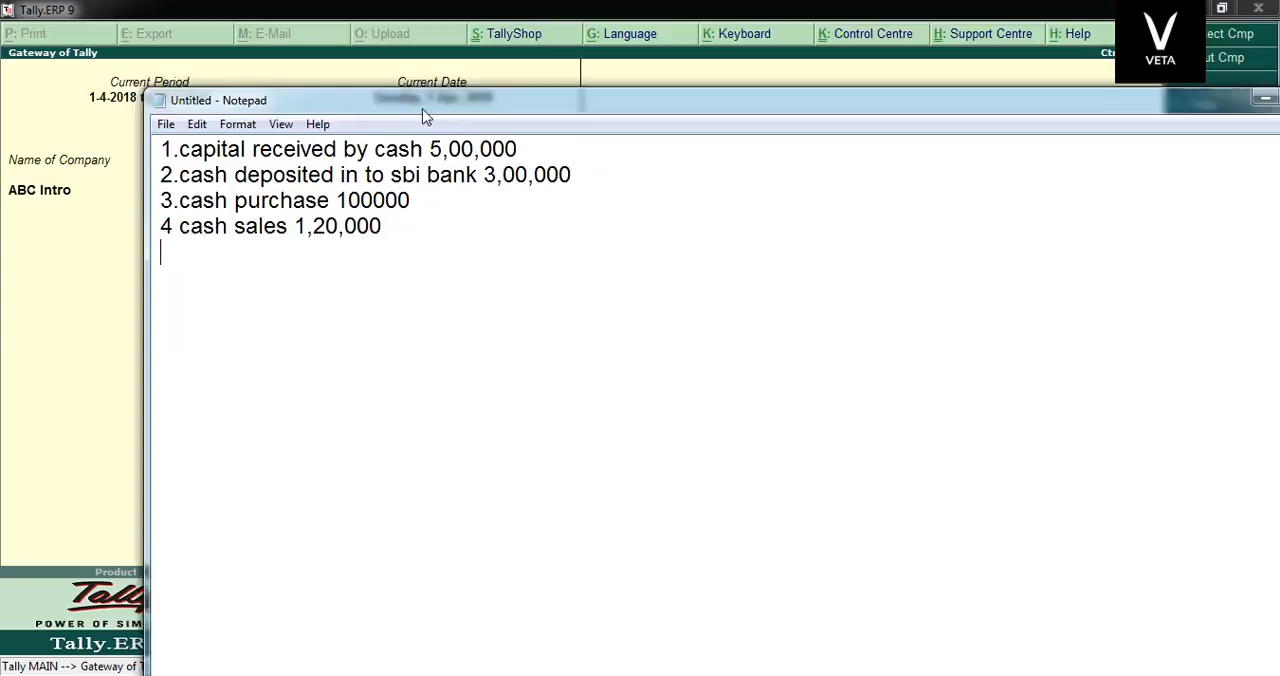 Tally.ERP 9
P: Print E: Export M: E-Mail O: Upload S: TallyShop G: Language K: Keyboard K: Control Centre H: Support Centre H: Help ect Cmp
Gateway of Tally
ut Cmp
VETA
Current Period Current Date
1-4-2018
Untitled - Notepad
File Edit Format View Help
1.capital received by cash 5,00,000
2.cash deposited in to sbi bank 3,00,000
3.cash purchase 100000
4 cash sales 1,20,000
Name of Company
ABC Intro
Product
Tally
POWER OF SIM
Tally.ER
Tally MAIN --> Gateway of T